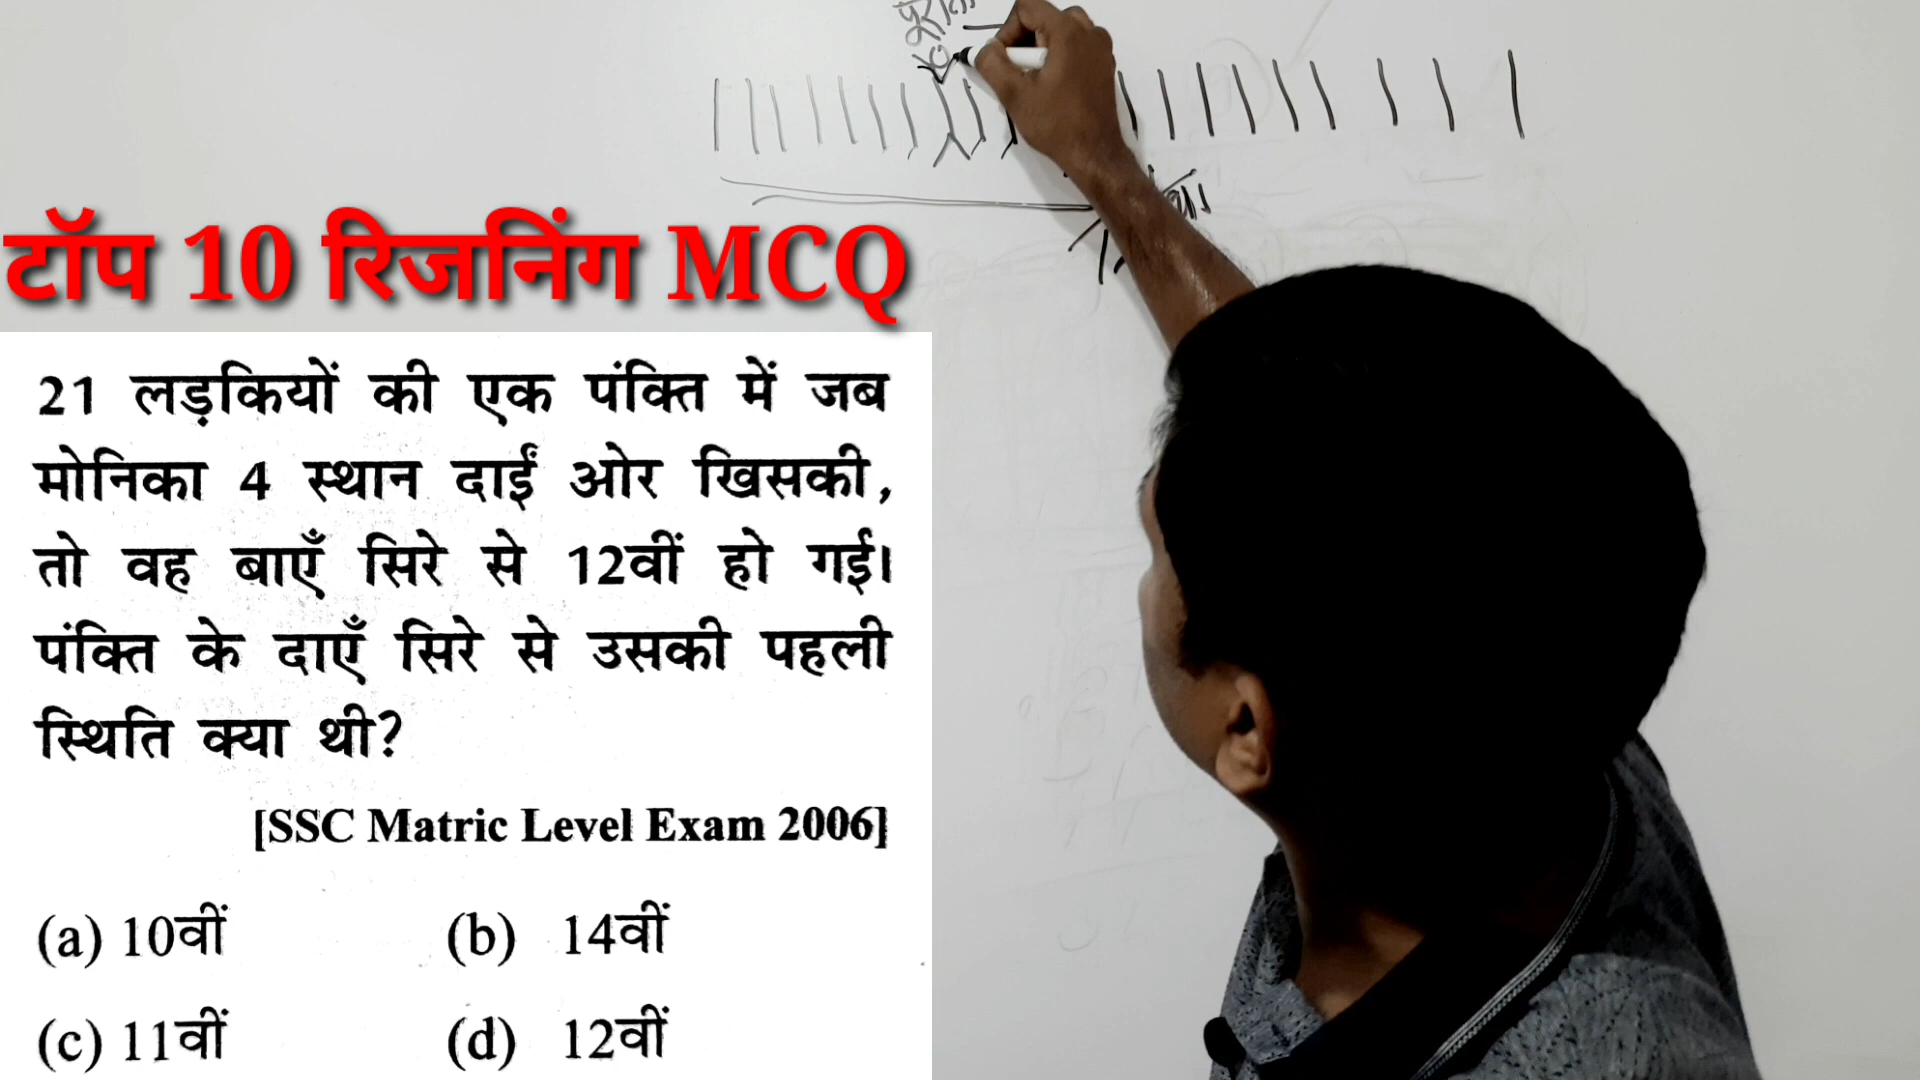 टॉप 10 रिजनिंग MCQ
21 लड़कियों की एक पंक्ति में जब
मोनिका 4 स्थान दाईं ओर खिसकी,
तो वह बाएँ सिरे से 12वीं हो गई।
पंक्ति के दाएँ सिरे से उसकी पहली
स्थिति क्या थी?
[SSC Matric Level Exam 2006]
(a) 10वीं (b) 14वीं
(c) 11वीं (d) 12वीं